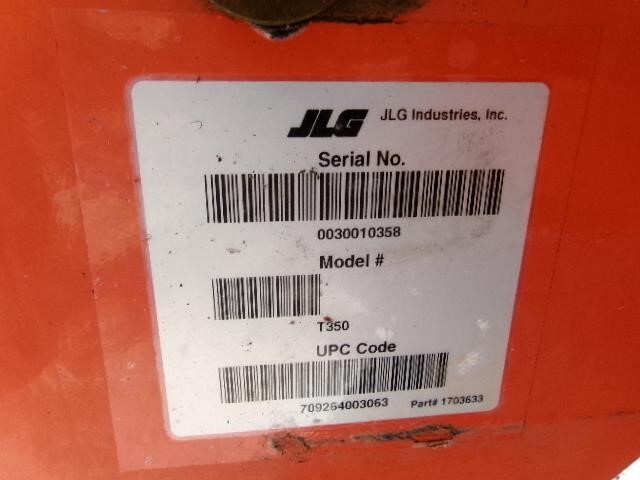 JLG JLG Industries, Inc.
Serial No.
0030010358
Model #
T350
UPC Code
709264003063 Part# 1703633